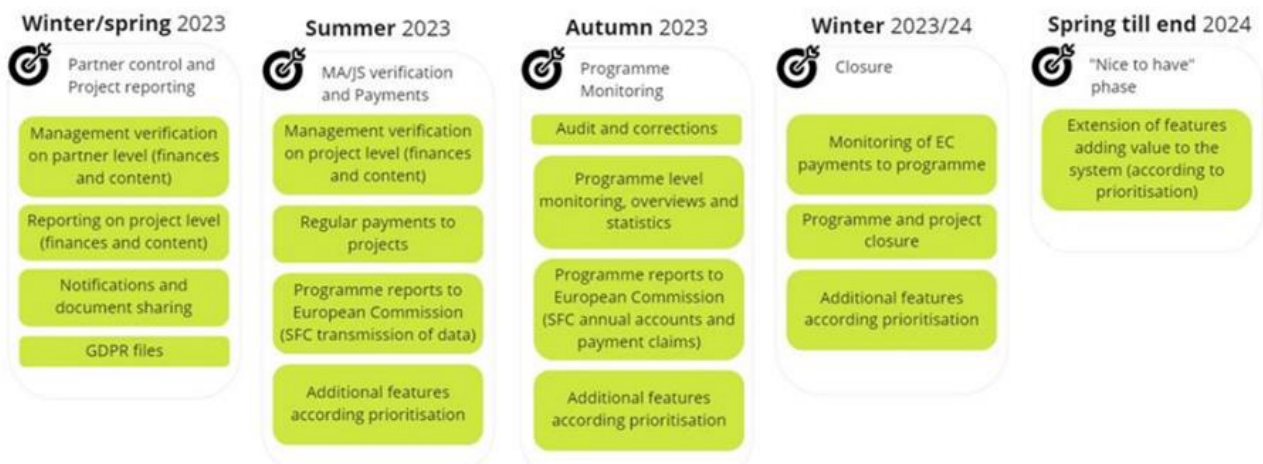 Winter/spring 2023
Partner control and
Project reporting
Management verification
on partner level (finances
and content)
Reporting on project level
(finances and content)
Notifications and
document sharing
GDPR files
Summer 2023
MA/JS verification
and Payments
Management verification
on project level (finances
and content)
Regular payments to
projects
Programme reports to
European Commission
(SFC transmission of data)
Additional features
according prioritisation
Autumn 2023
Programme
Monitoring
Audit and corrections
Programme level
monitoring, overviews and
statistics
Programme reports to
European Commission
(SFC annual accounts and
payment claims)
Additional features
according prioritisation
Winter 2023/24
Closure
Monitoring of EC
payments to programme
Programme and project
closure
Additional features
according prioritisation
Spring till end 2024
"Nice to have"
phase
Extension of features
adding value to the
system (according to
prioritisation)